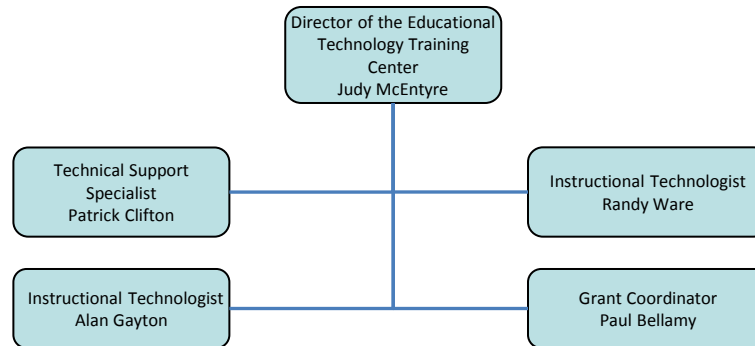 Director of the Educational
Technology Training
Center
Judy McEntyre
Technical Support
Specialist
Patrick Clifton
Instructional Technologist
Randy Ware
Instructional Technologist
Alan Gayton
Grant Coordinator
Paul Bellamy